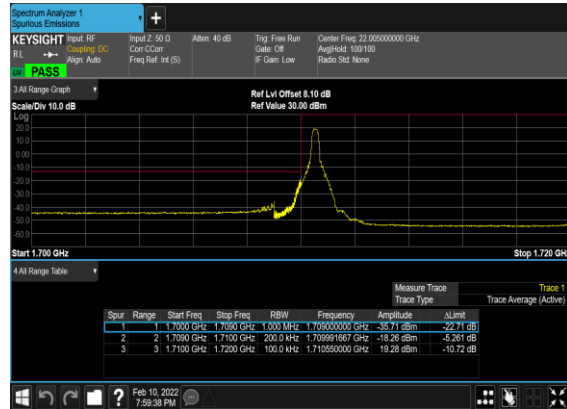 Spectrum Analyzer 1
Spurious Emissions
KEYSIGHT Input: RF Input Z: 50 Ω Atten: 40 dB Trig: Free Run Center Freq: 22.005000000 GHz
RL Coupling: DC Corr CCorr Gate: Off Avg|Hold: 100/100
Align: Auto Freq Ref: Int (S) IF Gain: Low Radio Std: None
PASS
3 All Range Graph
Ref Lvl Offset 8.10 dB
Scale/Div 10.0 dB Ref Value 30.00 dBm
Log
20.0
10.0
0.00
-10.0
-20.0
-30.0
-40.0
-50.0
-60.0
Start 1.700 GHz Stop 1.720 GH
4 All Range Table
Measure Trace Trace 1
Trace Type Trace Average (Active)
Spur Range Start Freq Stop Freq RBW Frequency Amplitude ΔLimit
1 1 1.7000 GHz 1.7090 GHz 1.000 MHz 1.709000000 GHz -35.71 dBm -22.71 dB
2 2 1.7090 GHz 1.7100 GHz 200.0 kHz 1.709991667 GHz -18.26 dBm -5.261 dB
3 3 1.7100 GHz 1.7200 GHz 100.0 kHz 1.710550000 GHz 19.28 dBm -10.72 dB
? Feb 10, 2022
7:59:38 PM